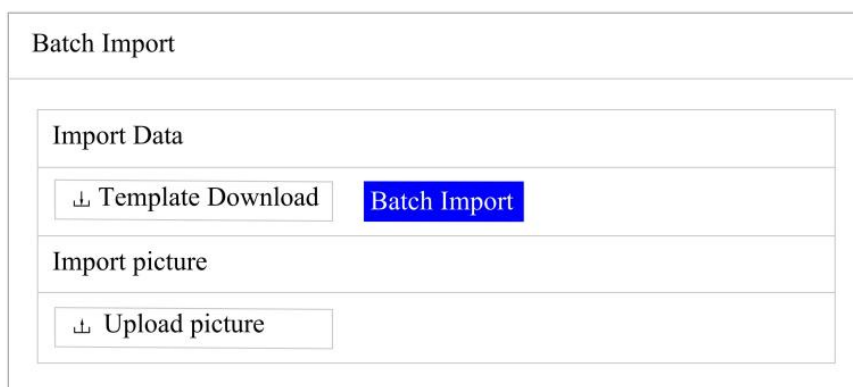 Batch Import
Import Data
Template Download Batch Import
Import picture
Upload picture